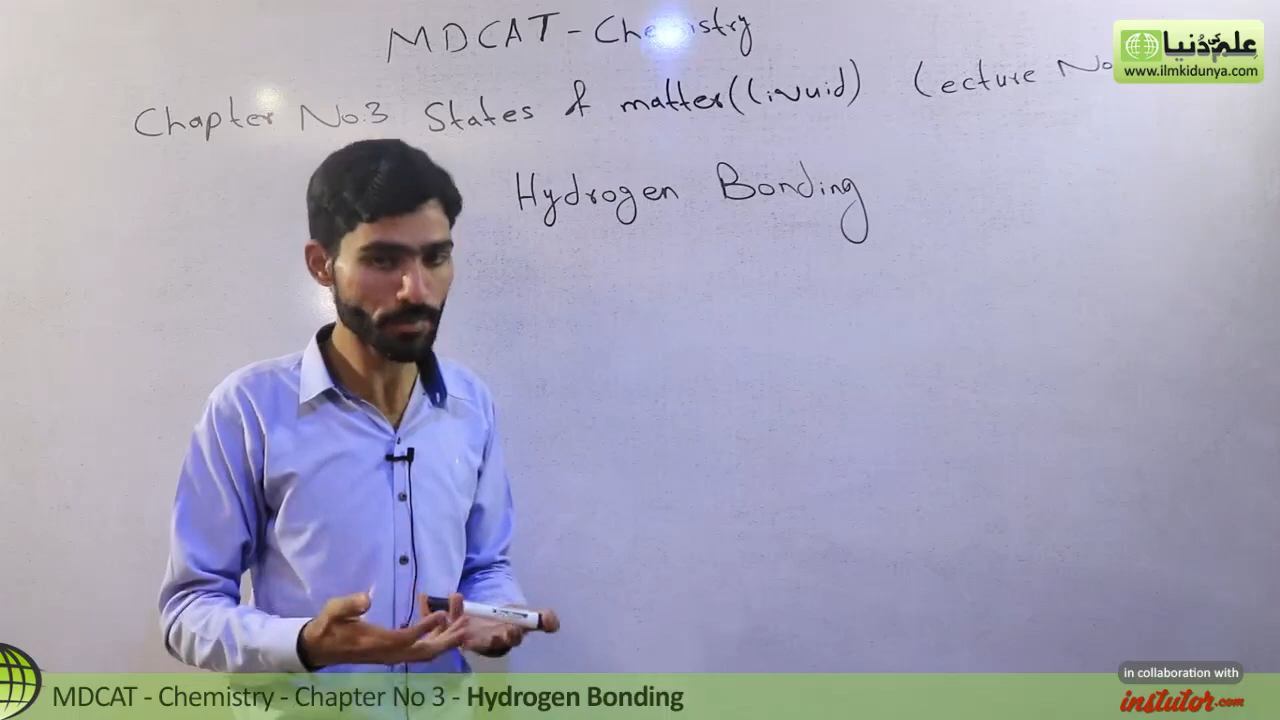 MDCAT - Chemistry
علم کی دُنیا
www.ilmkidunya.com
Chapter No.3 States of matter (Liquid) Lecture No
Hydrogen Bonding
in collaboration with
MDCAT - Chemistry - Chapter No 3 - Hydrogen Bonding
instutor.com